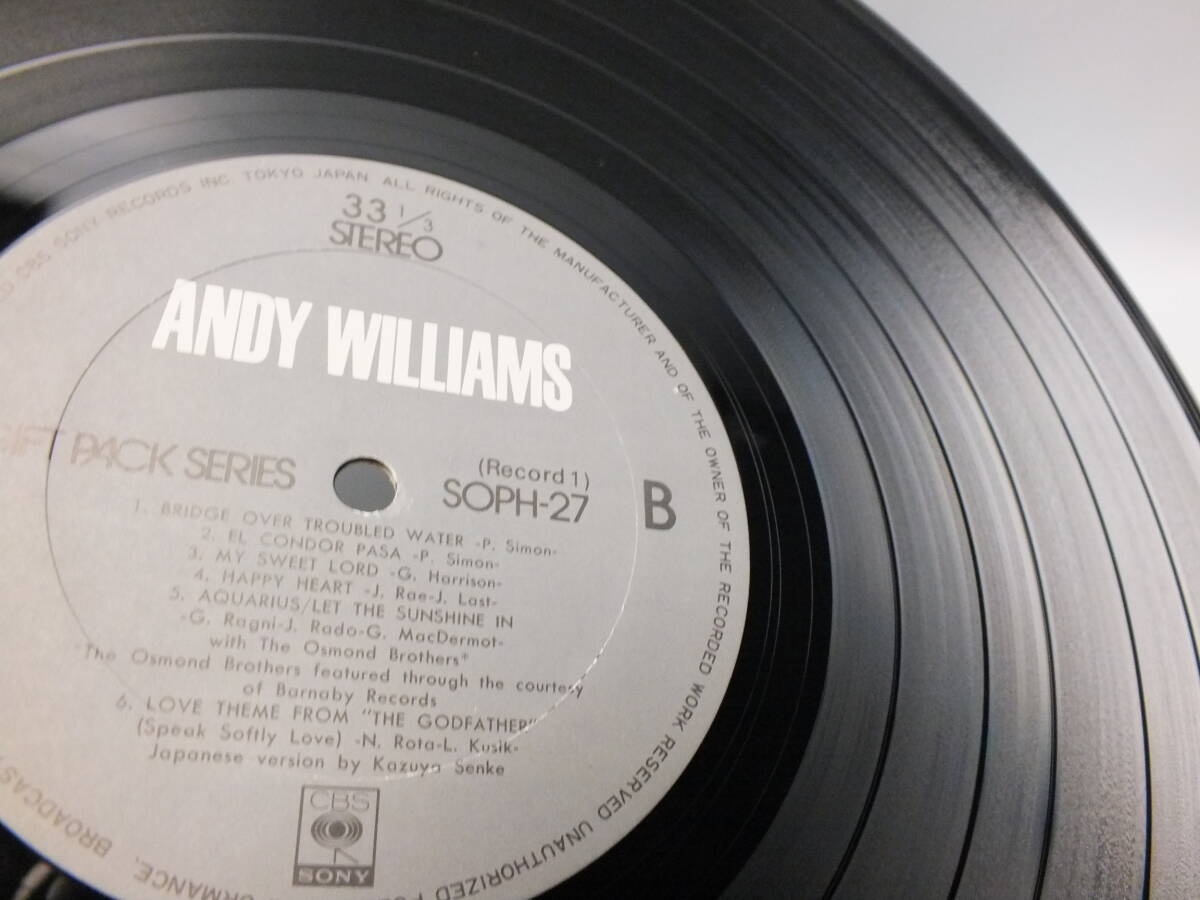 CBS SONY RECORDS INC. TOKYO JAPAN ALL RIGHTS OF THE MANUFACTURER AND OF THE OWNER OF THE RECORDED WORK RESERVED UNAUTHORIZED
BROADCAS
ORMANCE,
33 1/3
STEREO
ANDY WILLIAMS
GIFT PACK SERIES
(Record 1)
SOPH-27
B
1. BRIDGE OVER TROUBLED WATER -P. Simon-
2. EL CONDOR PASA -P. Simon-
3. MY SWEET LORD -G. Harrison-
4. HAPPY HEART -J. Rae-J. Last-
5. AQUARIUS/LET THE SUNSHINE IN
-G. Ragni-J. Rado-G. MacDermot-
with The Osmond Brothers*
*The Osmond Brothers featured through the courtesy
of Barnaby Records
6. LOVE THEME FROM "THE GODFATHER"
(Speak Softly Love) -N. Rota-L. Kusik-
Japanese version by Kazuya Senke
CBS
SONY